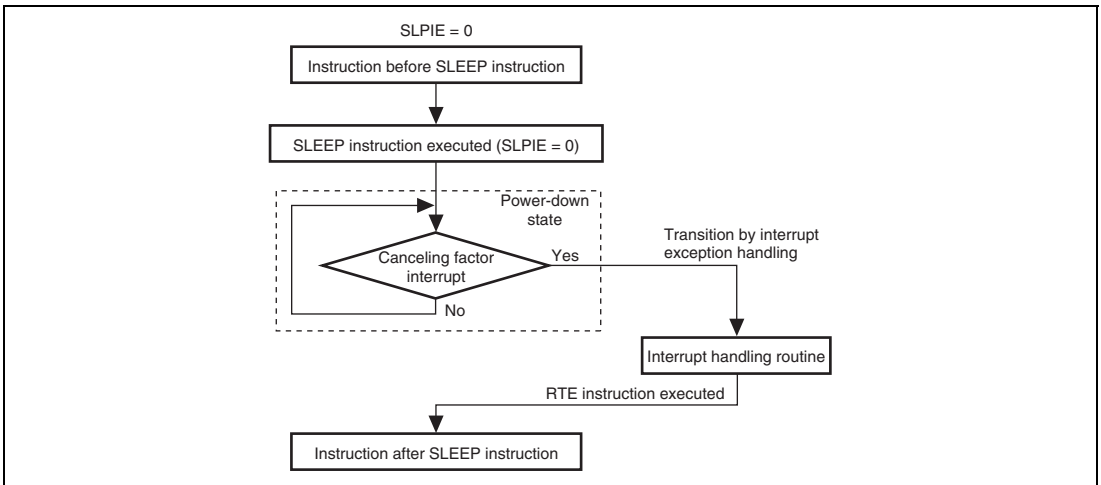 SLPIE = 0
Instruction before SLEEP instruction
SLEEP instruction executed (SLPIE = 0)
Power-down
state
Canceling factor
interrupt
Yes
No
Transition by interrupt
exception handling
Interrupt handling routine
RTE instruction executed
Instruction after SLEEP instruction